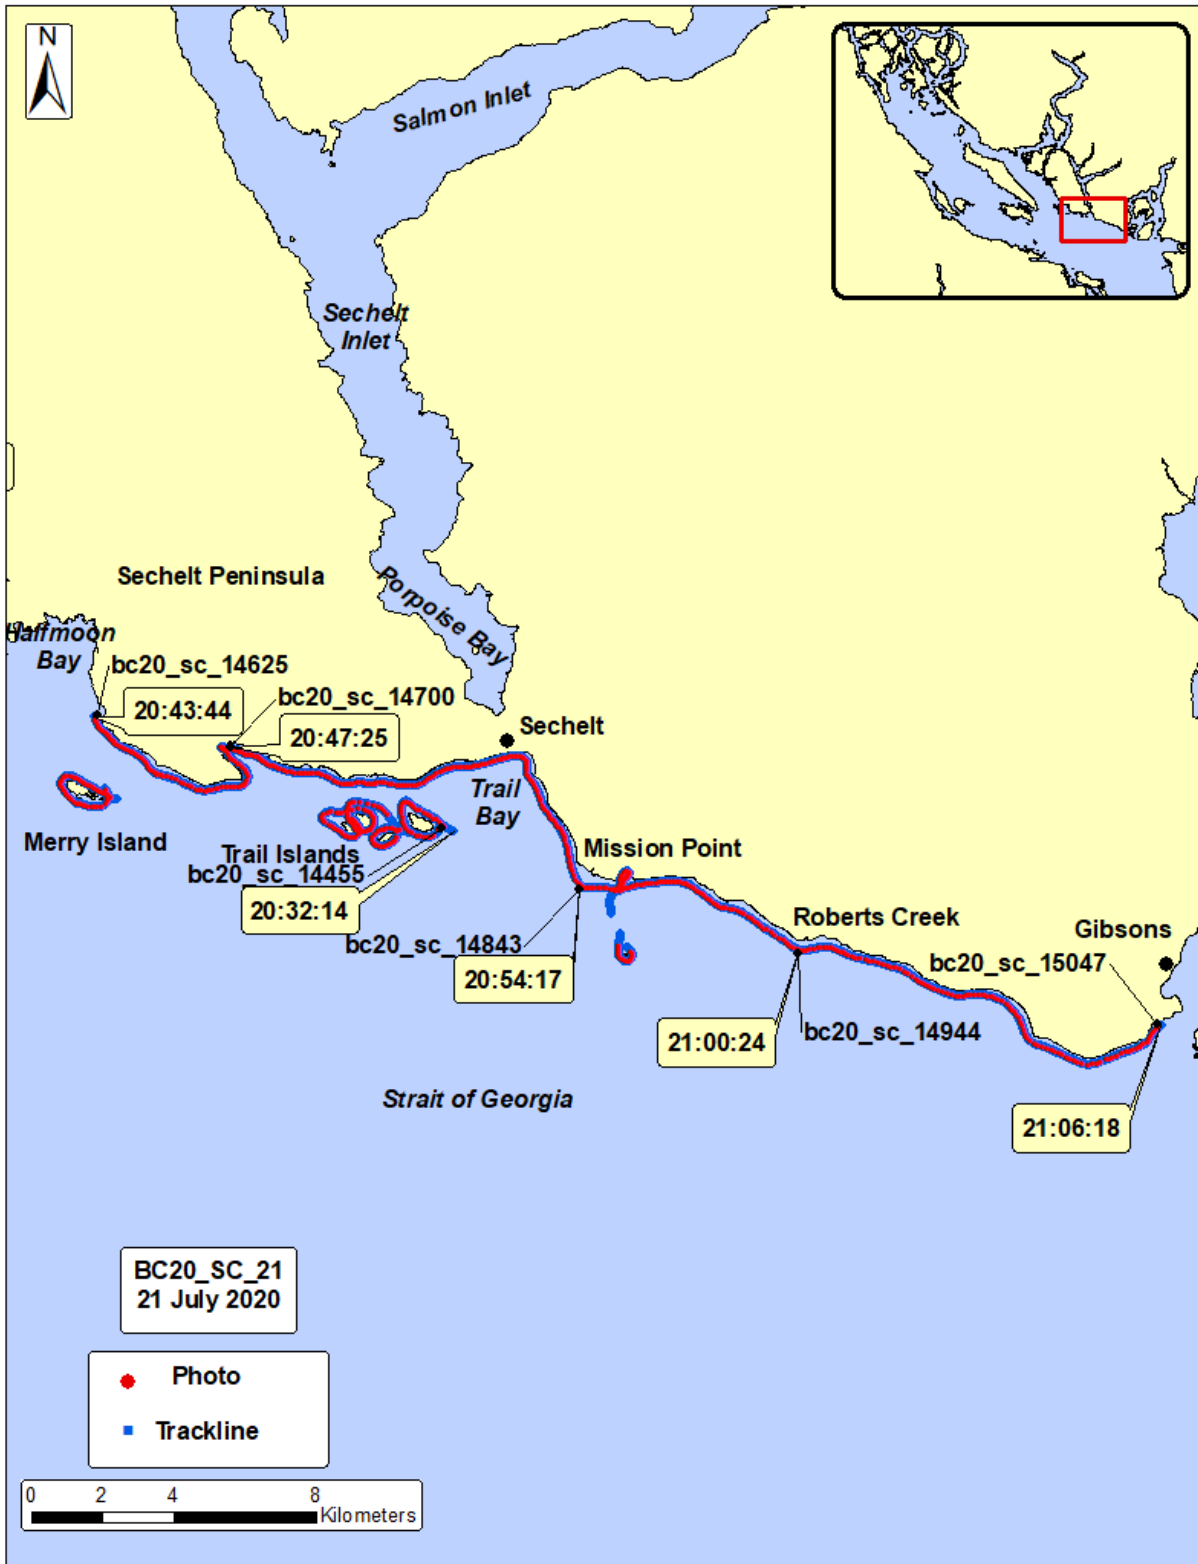 N
Salmon Inlet
Sechelt
Inlet
Sechelt Peninsula
Porpoise Bay
Halfmoon
Bay
bc20_sc_14625
20:43:44
bc20_sc_14700
20:47:25
Sechelt
Trail
Bay
Merry Island
Trail Islands
bc20_sc_14455
20:32:14
Mission Point
bc20_sc_14843
20:54:17
Roberts Creek
Gibsons
bc20_sc_15047
21:00:24
bc20_sc_14944
21:06:18
Strait of Georgia
BC20_SC_21
21 July 2020
Photo
Trackline
0 2 4 8
Kilometers